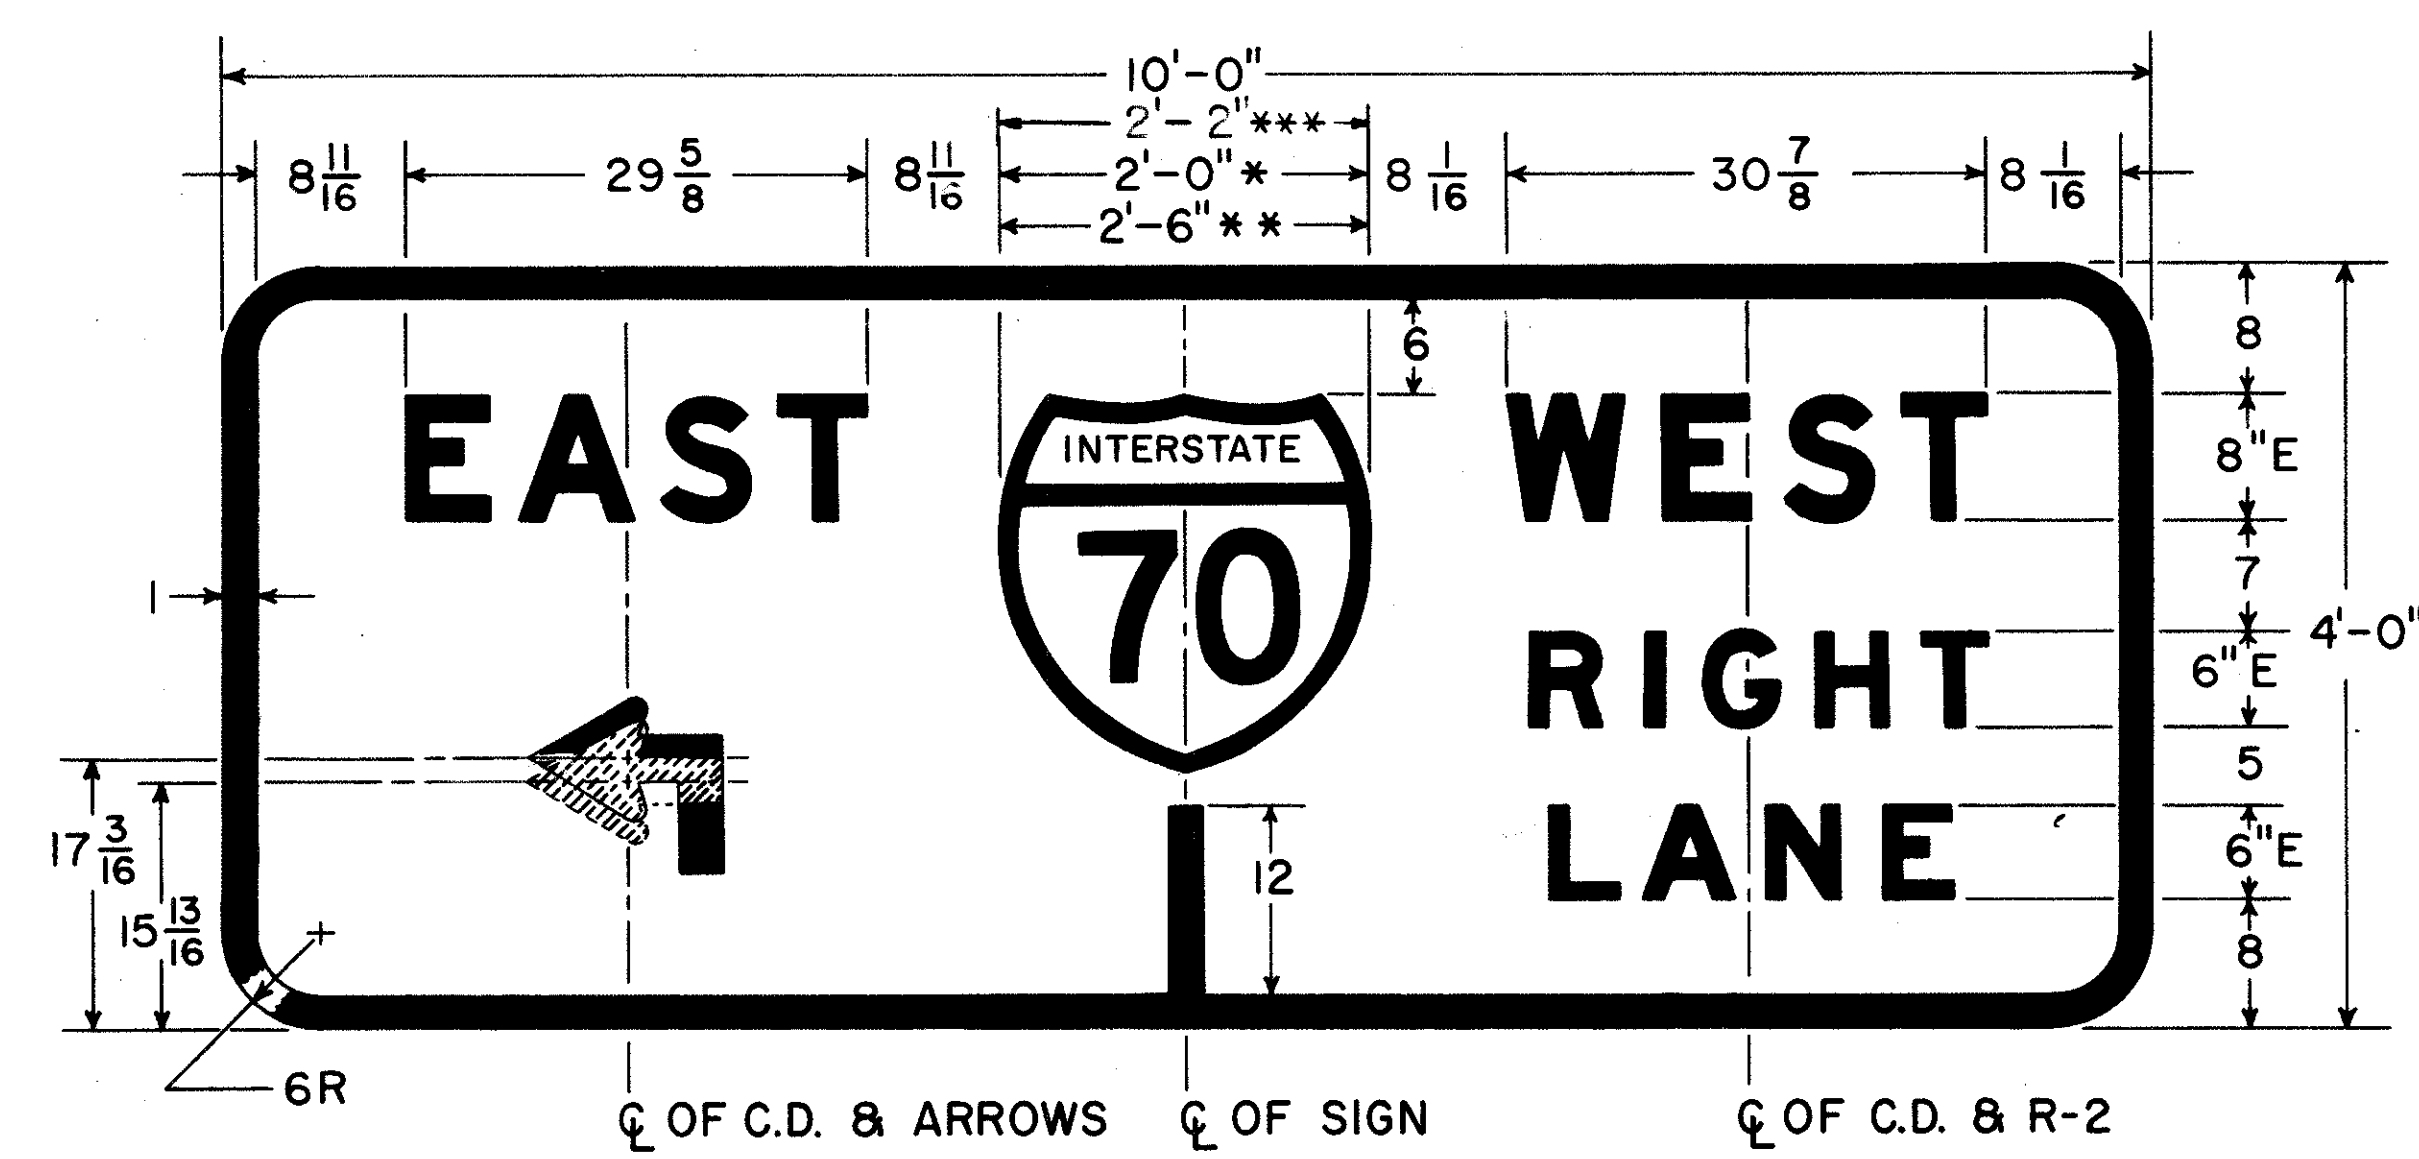 10'-0"
2'-2"***
8 11/16 29 5/8 8 11/16 2'-0"* 8 1/16 30 7/8 8 1/16
2'-6"**
8
6
EAST INTERSTATE WEST 8"E
7
1 70
4'-0"
RIGHT 6"E
5
17 3/16 LANE 6"E
12
15 13/16 8
6R
℄ OF C.D. & ARROWS ℄ OF SIGN ℄ OF C.D. & R-2